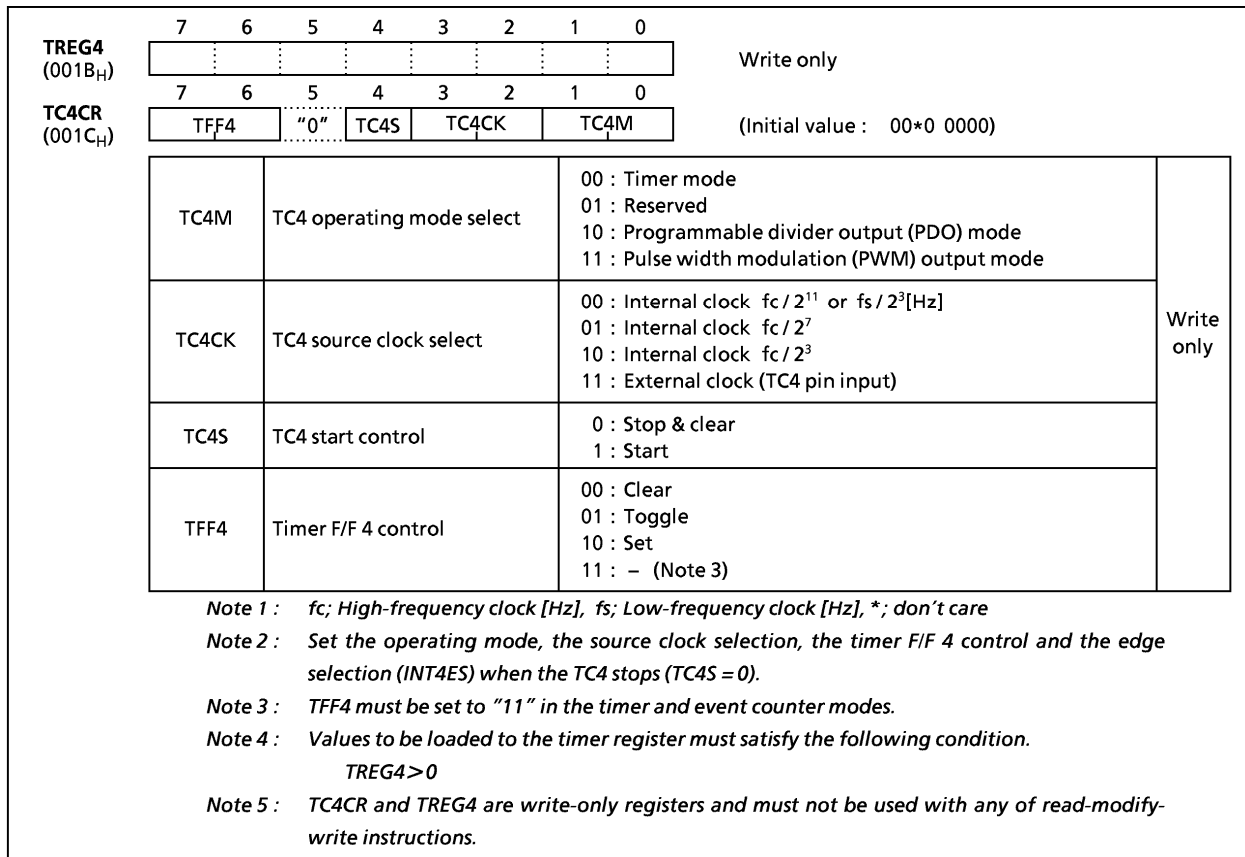 7 6 5 4 3 2 1 0
TREG4
(001BH) Write only
7 6 5 4 3 2 1 0
TC4CR
(001CH) TFF4 "0" TC4S TC4CK TC4M (Initial value : 00*0 0000)
TC4M TC4 operating mode select
00 : Timer mode
01 : Reserved
10 : Programmable divider output (PDO) mode
11 : Pulse width modulation (PWM) output mode
TC4CK TC4 source clock select
00 : Internal clock fc / 2¹¹ or fs / 2³[Hz]
01 : Internal clock fc / 2⁷
10 : Internal clock fc / 2³
11 : External clock (TC4 pin input)
TC4S TC4 start control
0 : Stop & clear
1 : Start
TFF4 Timer F/F 4 control
00 : Clear
01 : Toggle
10 : Set
11 : – (Note 3)
Write
only
Note 1 : fc; High-frequency clock [Hz], fs; Low-frequency clock [Hz], *; don't care
Note 2 : Set the operating mode, the source clock selection, the timer F/F 4 control and the edge
selection (INT4ES) when the TC4 stops (TC4S = 0).
Note 3 : TFF4 must be set to "11" in the timer and event counter modes.
Note 4 : Values to be loaded to the timer register must satisfy the following condition.
TREG4>0
Note 5 : TC4CR and TREG4 are write-only registers and must not be used with any of read-modify-
write instructions.